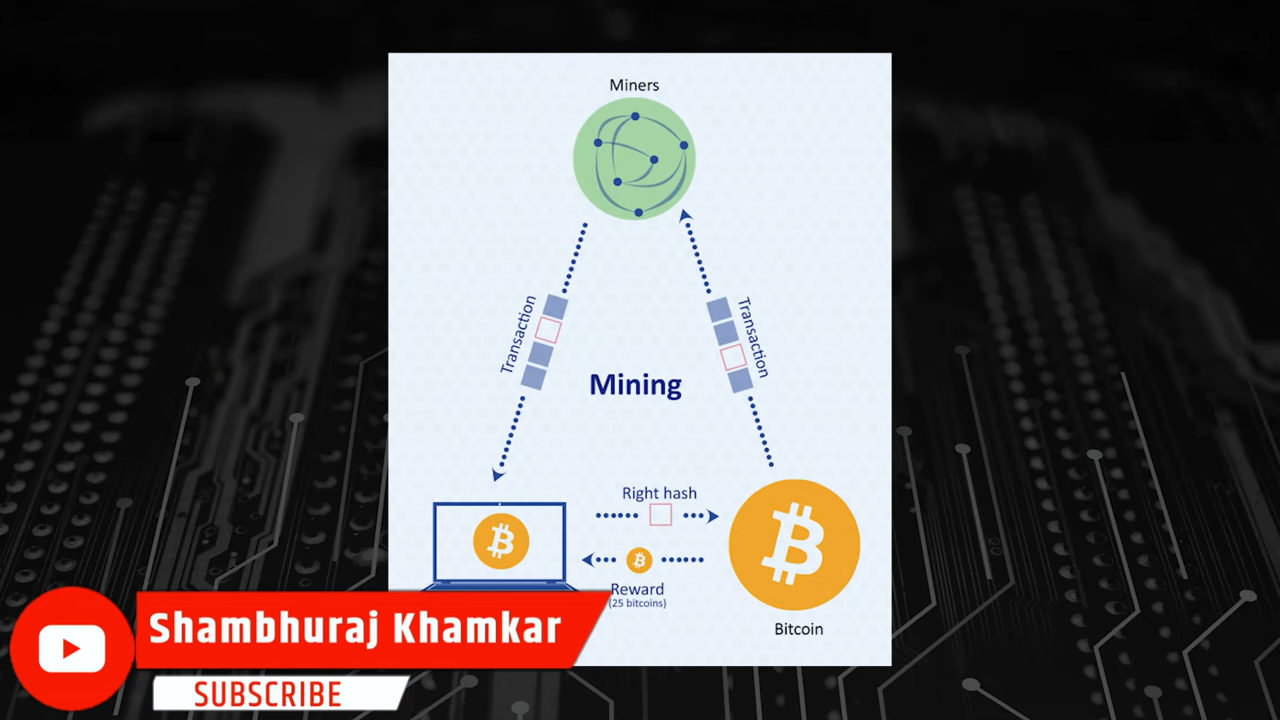 Miners
Transaction
Transaction
Mining
Right hash
Reward
(25 bitcoins)
Bitcoin
Shambhuraj Khamkar
SUBSCRIBE